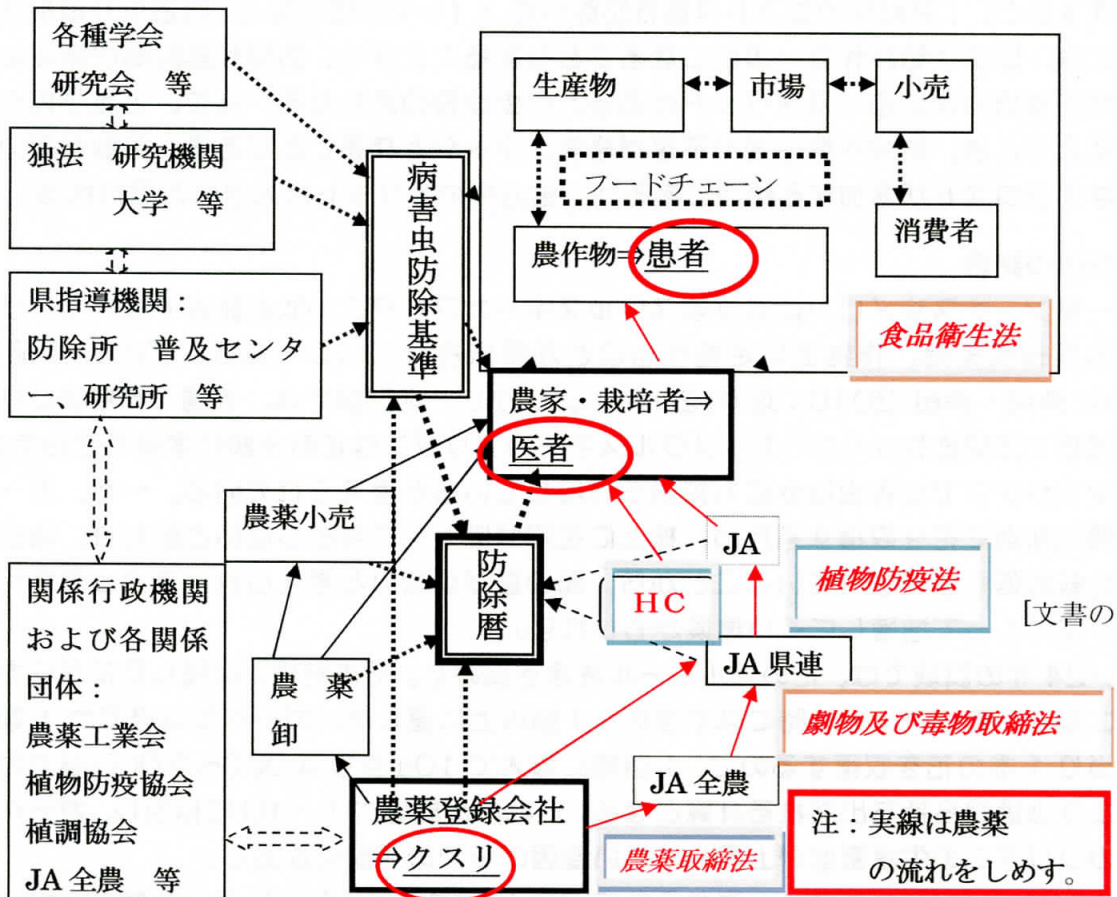 各種学会
研究会 等
独法 研究機関
大学 等
県指導機関：
防除所 普及センタ
ー、研究所 等
関係行政機関
および各関係
団体：
農薬工業会
植物防疫協会
植調協会
JA 全農 等
病害虫防除基準
生産物
市場
小売
フードチェーン
農作物⇒患者
消費者
食品衛生法
農家・栽培者⇒
医者
農薬小売
防除暦
JA
HC
植物防疫法
[文書の
JA 県連
農 薬
卸
劇物及び毒物取締法
JA 全農
農薬登録会社
⇒クスリ
農薬取締法
注：実線は農薬
の流れをしめす。